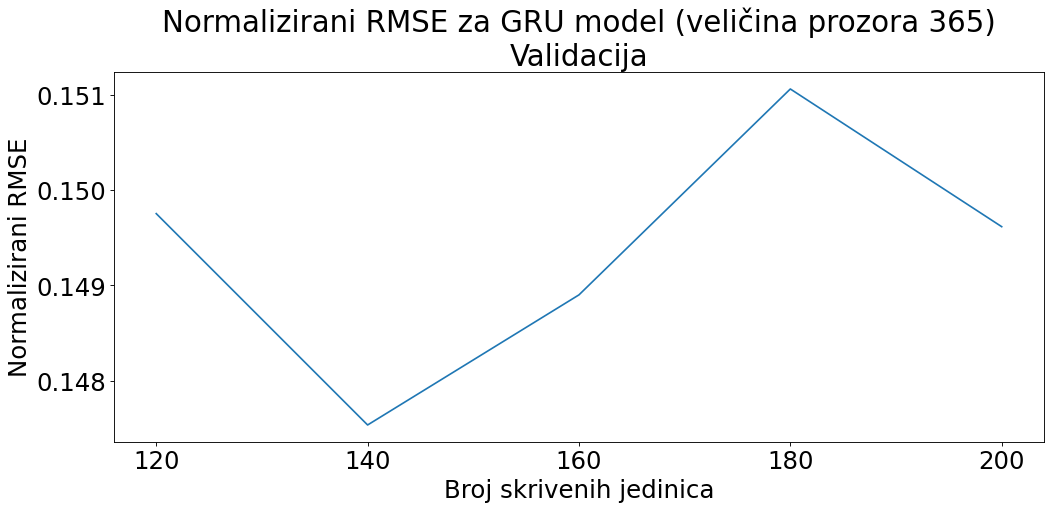 Normalizirani RMSE za GRU model (veličina prozora 365)
Validacija
Normalizirani RMSE
0.151
0.150
0.149
0.148
120 140 160 180 200
Broj skrivenih jedinica